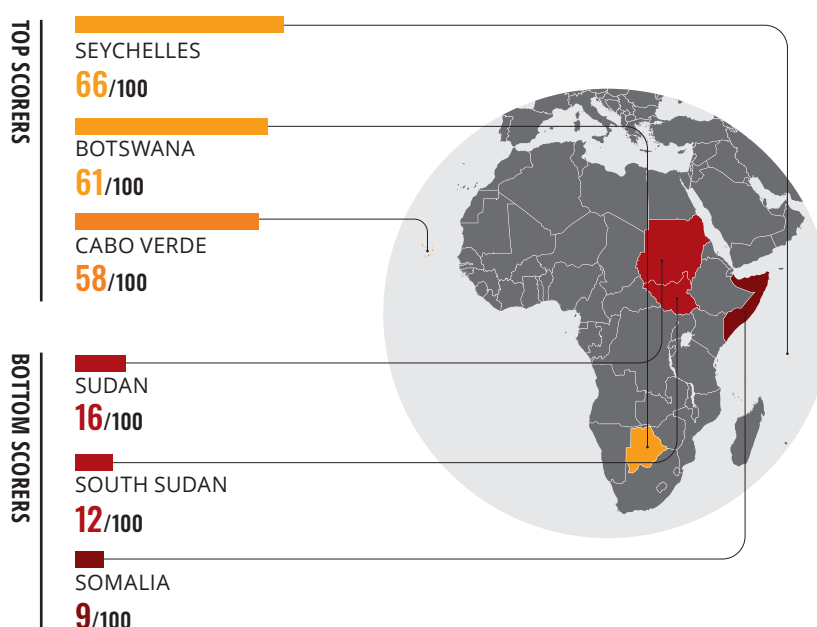 TOP SCORERS
SEYCHELLES
66/100
BOTSWANA
61/100
CABO VERDE
58/100
BOTTOM SCORERS
SUDAN
16/100
SOUTH SUDAN
12/100
SOMALIA
9/100